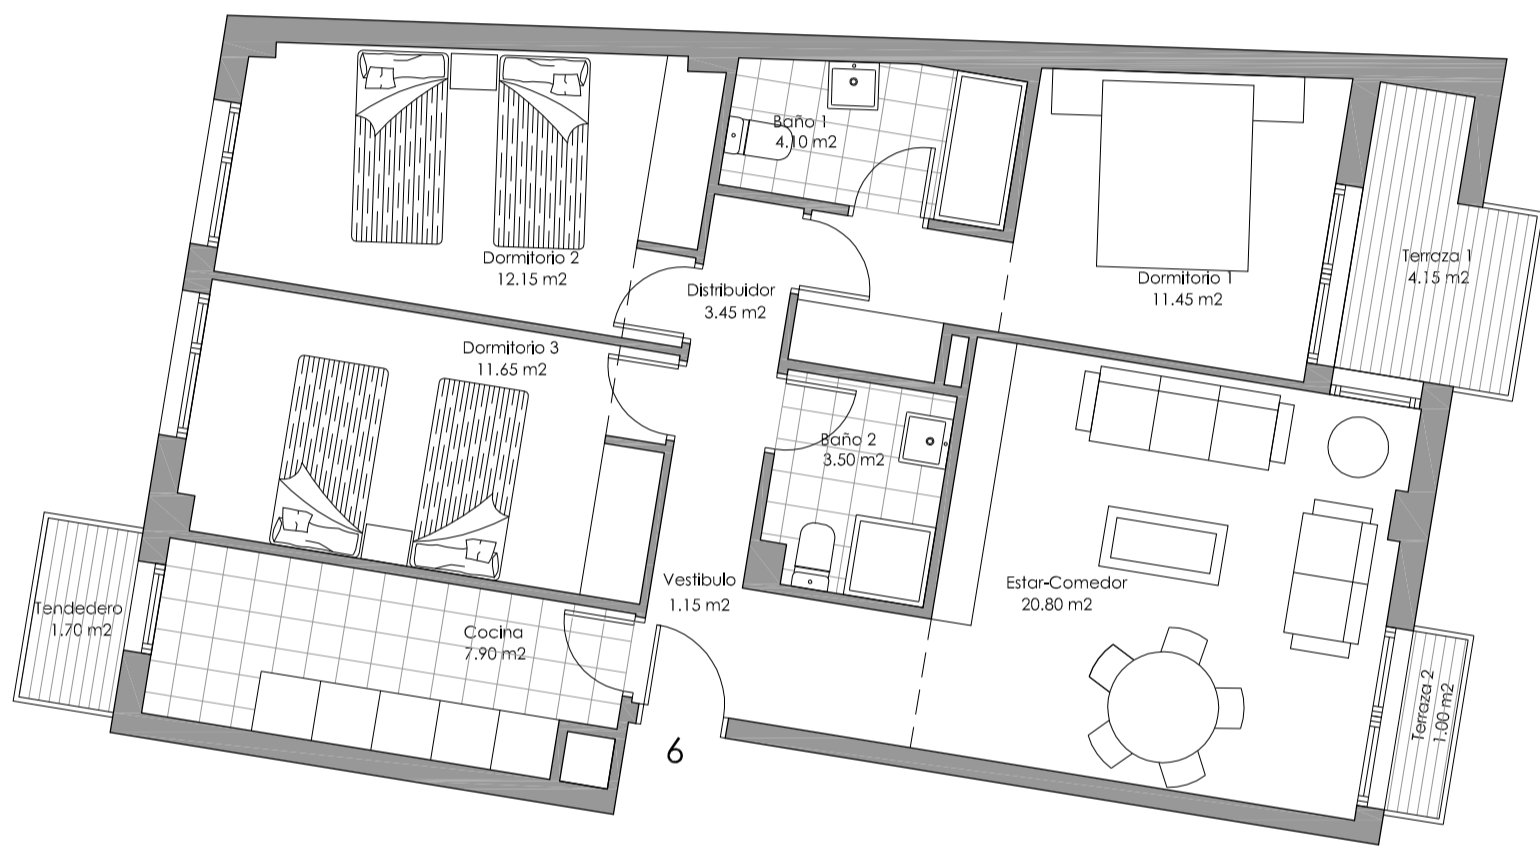 Baño 1
4.10 m2
Dormitorio 2
12.15 m2
Terraza 1
4.15 m2
Dormitorio 1
11.45 m2
Distribuidor
3.45 m2
Dormitorio 3
11.65 m2
Baño 2
3.50 m2
Vestibulo
1.15 m2
Estar-Comedor
20.80 m2
Tendedero
1.70 m2
Cocina
7.90 m2
Terraza 2
1.00 m2
6